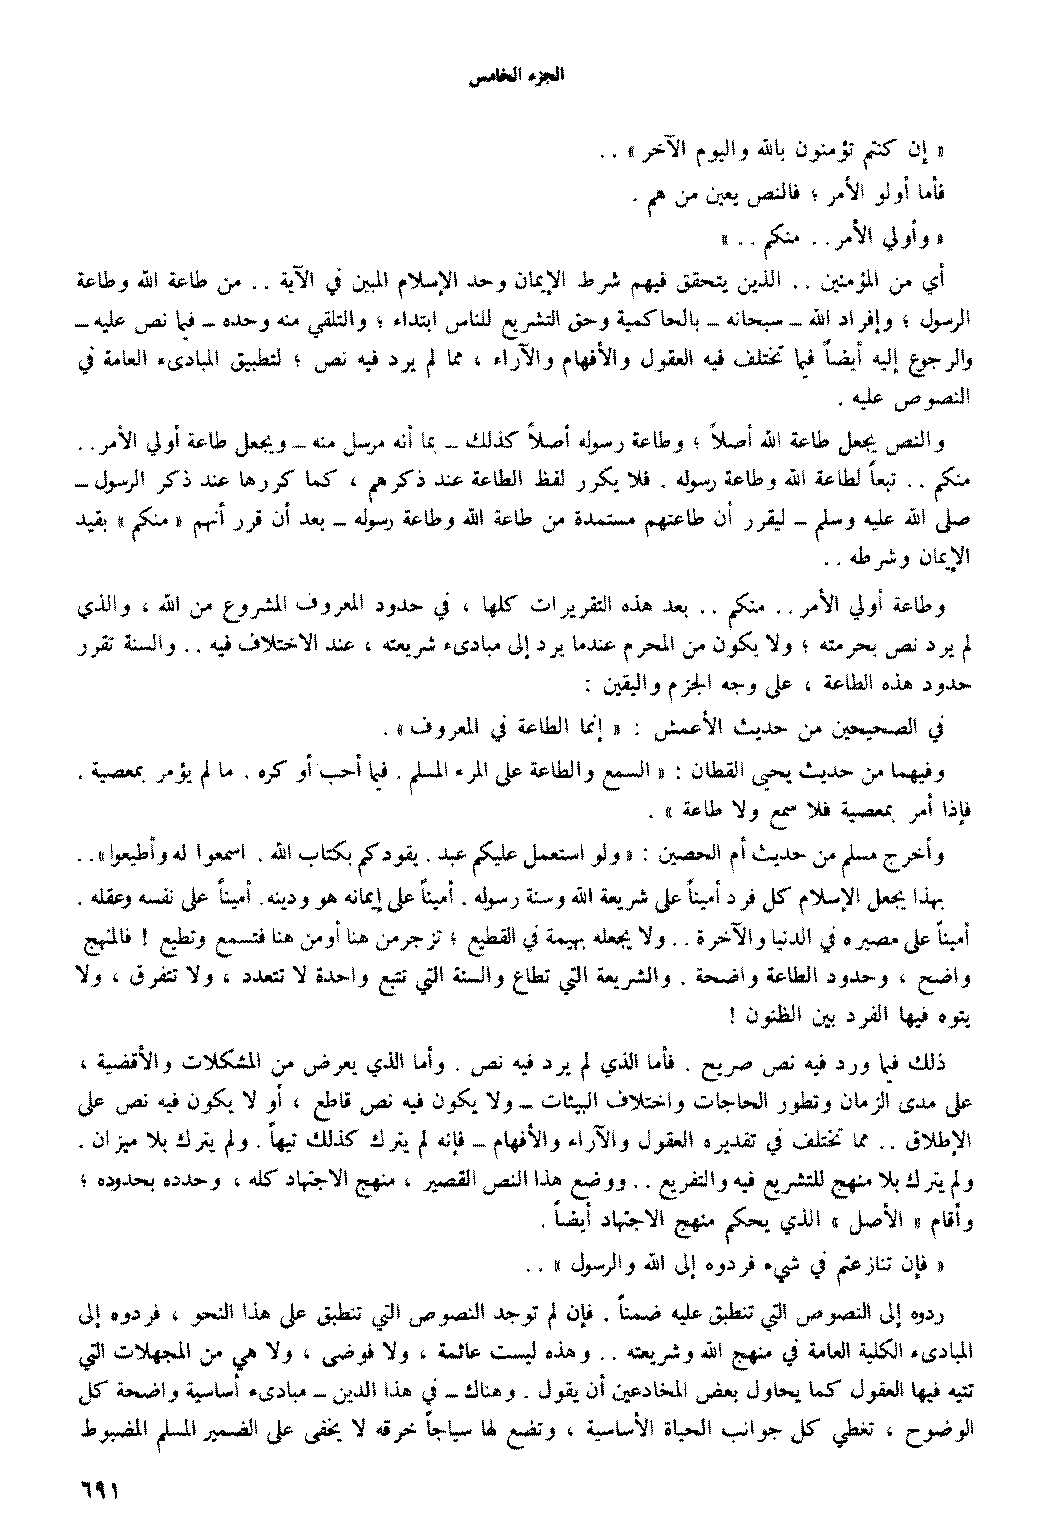 الجزء الخامس
« إن كنتم تؤمنون بالله واليوم الآخر » . .
فأما أولو الأمر ؛ فالنص يعين من هم .
« وأولي الأمر . . منكم . . »
أي من المؤمنين . . الذين يتحقق فيهم شرط الإيمان وحد الإسلام المبين في الآية . . من طاعة الله وطاعة
الرسول ؛ وإفراد الله – سبحانه – بالحاكمية وحق التشريع للناس ابتداء ؛ والتلقي منه وحده – فيما نص عليه –
والرجوع إليه أيضاً فيما تختلف فيه العقول والأفهام والآراء ، مما لم يرد فيه نص ؛ لتطبيق المبادىء العامة في
النصوص عليه .
والنص يجعل طاعة الله أصلاً ؛ وطاعة رسوله أصلاً كذلك – بما أنه مرسل منه – ويجعل طاعة أولي الأمر . .
منكم . . تبعاً لطاعة الله وطاعة رسوله . فلا يكرر لفظ الطاعة عند ذكرهم ، كما كررها عند ذكر الرسول –
صلى الله عليه وسلم – ليقرر أن طاعتهم مستمدة من طاعة الله وطاعة رسوله – بعد أن قرر أنهم « منكم » بقيد
الإيمان وشرطه . .
وطاعة أولي الأمر . . منكم . . بعد هذه التقريرات كلها ، في حدود المعروف المشروع من الله ، والذي
لم يرد نص بحرمته ؛ ولا يكون من المحرم عندما يرد إلى مبادىء شريعته ، عند الاختلاف فيه . . والسنة تقرر
حدود هذه الطاعة ، على وجه الجزم واليقين :
في الصحيحين من حديث الأعمش : « إنما الطاعة في المعروف » .
وفيهما من حديث يحيى القطان : « السمع والطاعة على المرء المسلم . فيما أحب أو كره . ما لم يؤمر بمعصية .
فإذا أمر بمعصية فلا سمع ولا طاعة » .
وأخرج مسلم من حديث أم الحصين : « ولو استعمل عليكم عبد . يقودكم بكتاب الله . اسمعوا له وأطيعوا » . .
بهذا يجعل الإسلام كل فرد أميناً على شريعة الله وسنة رسوله . أميناً على إيمانه هو ودينه. أميناً على نفسه وعقله .
أميناً على مصيره في الدنيا والآخرة . . ولا يجعله بهيمة في القطيع ؛ تزجر من هنا أو من هنا فتسمع وتطيع ! فالمنهج
واضح ، وحدود الطاعة واضحة . والشريعة التي تطاع والسنة التي تتبع واحدة لا تتعدد ، ولا تتفرق ، ولا
يتوه فيها الفرد بين الظنون !
ذلك فيما ورد فيه نص صريح . فأما الذي لم يرد فيه نص . وأما الذي يعرض من المشكلات والأقضية ،
على مدى الزمان وتطور الحاجات واختلاف البيئات – ولا يكون فيه نص قاطع ، أو لا يكون فيه نص على
الإطلاق . . مما تختلف في تقديره العقول والآراء والأفهام – فإنه لم يترك كذلك تيهاً . ولم يترك بلا ميزان .
ولم يترك بلا منهج للتشريع فيه والتفريع . . ووضع هذا النص القصير ، منهج الاجتهاد كله ، وحدده بحدوده ؛
وأقام « الأصل » الذي يحكم منهج الاجتهاد أيضاً .
« فإن تنازعتم في شيء فردوه إلى الله والرسول » . .
ردوه إلى النصوص التي تنطبق عليه ضمناً . فإن لم توجد النصوص التي تنطبق على هذا النحو ، فردوه إلى
المبادىء الكلية العامة في منهج الله وشريعته . . وهذه ليست عائمة ، ولا فوضى ، ولا هي من المجهلات التي
تتيه فيها العقول كما يحاول بعض المخادعين أن يقول . وهناك – في هذا الدين – مبادىء أساسية واضحة كل
الوضوح ، تغطي كل جوانب الحياة الأساسية ، وتضع لها سياجاً خرقه لا يخفى على الضمير المسلم المضبوط
٦٩١